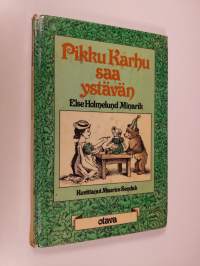 Pikku Karhu
saa
ystävän
Else Holmelund Minarik
Kuvittanut Maurice Sendak
otava